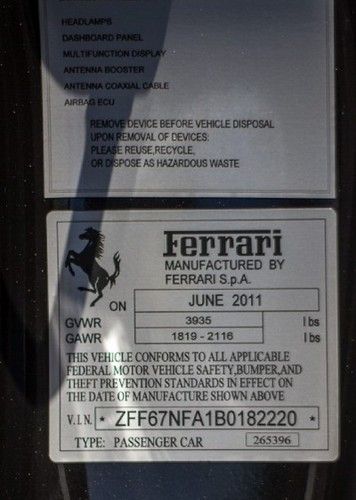 HEADLAMPS
DASHBOARD PANEL
MULTIFUNCTION DISPLAY
ANTENNA BOOSTER
ANTENNA COAXIAL CABLE
AIRBAG ECU
REMOVE DEVICE BEFORE VEHICLE DISPOSAL
UPON REMOVAL OF DEVICES:
PLEASE REUSE,RECYCLE,
OR DISPOSE AS HAZARDOUS WASTE
Ferrari
MANUFACTURED BY
FERRARI S.p.A.
ON JUNE 2011
GVWR 3935 lbs
GAWR 1819 - 2116 lbs
THIS VEHICLE CONFORMS TO ALL APPLICABLE
FEDERAL MOTOR VEHICLE SAFETY,BUMPER,AND
THEFT PREVENTION STANDARDS IN EFFECT ON
THE DATE OF MANUFACTURE SHOWN ABOVE
V.I.N. * ZFF67NFA1B0182220 *
TYPE: PASSENGER CAR 265396